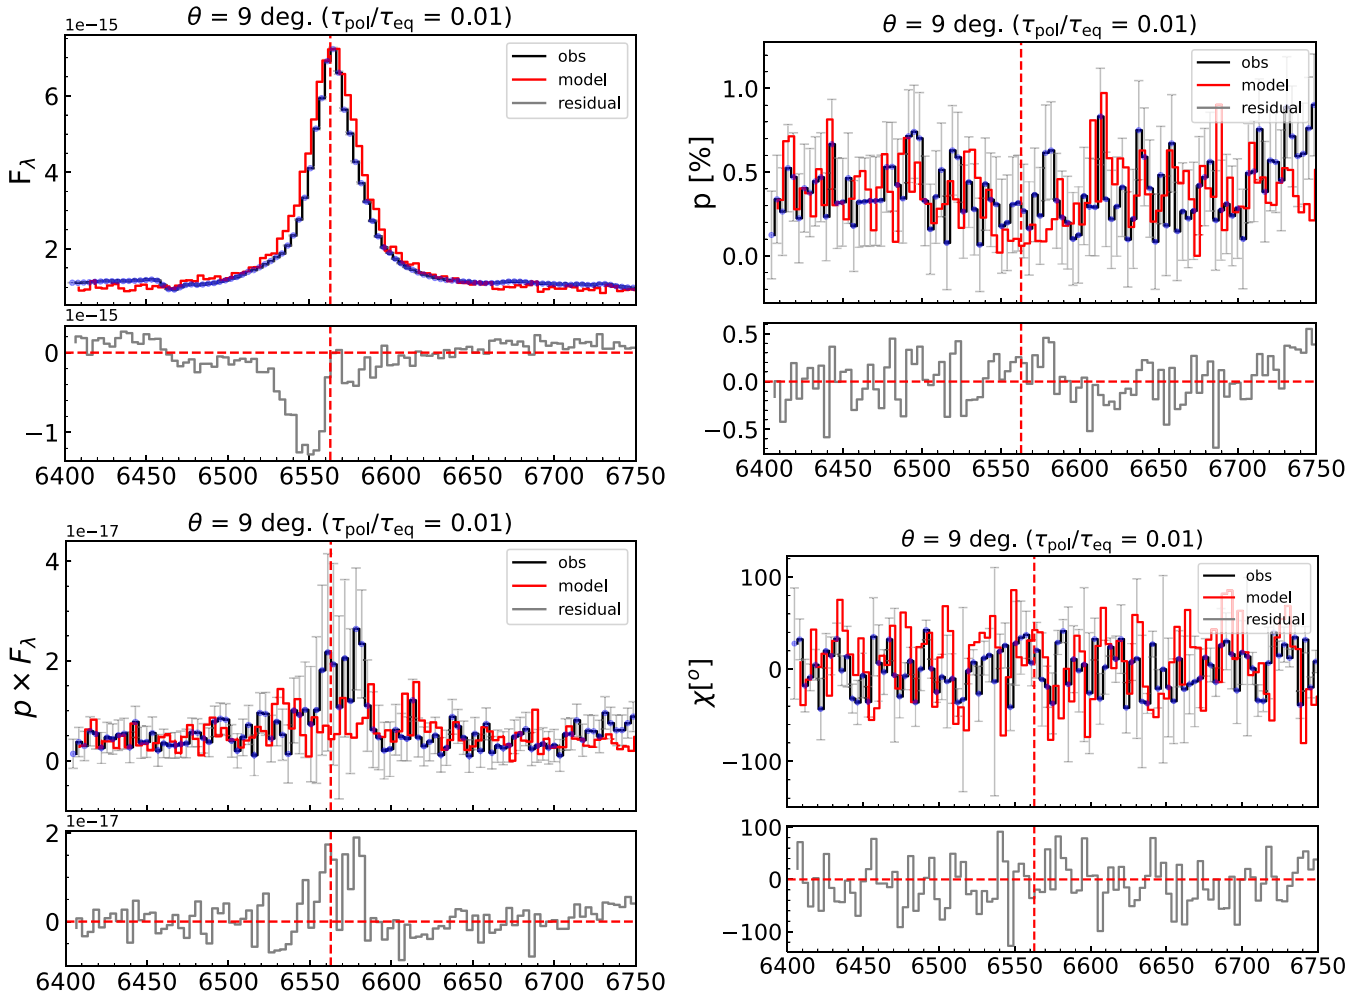 θ = 9 deg. (τpol/τeq = 0.01)
1e−15
Fλ
6
4
2
obs
model
residual
1e−15
0
−1
6400 6450 6500 6550 6600 6650 6700 6750
θ = 9 deg. (τpol/τeq = 0.01)
p [%]
1.0
0.5
0.0
obs
model
residual
0.5
0.0
−0.5
6400 6450 6500 6550 6600 6650 6700 6750
θ = 9 deg. (τpol/τeq = 0.01)
1e−17
p × Fλ
4
2
0
obs
model
residual
1e−17
2
0
6400 6450 6500 6550 6600 6650 6700 6750
θ = 9 deg. (τpol/τeq = 0.01)
χ[°]
100
0
−100
obs
model
residual
100
0
−100
6400 6450 6500 6550 6600 6650 6700 6750